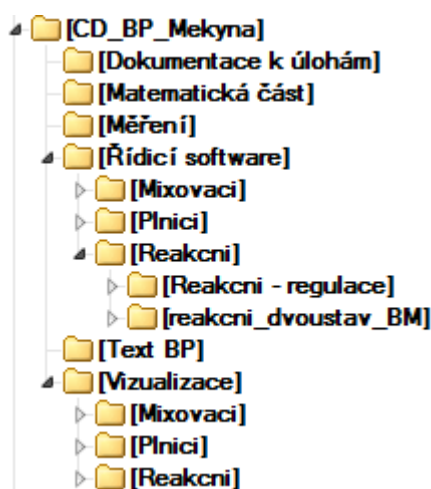 [CD_BP_Mekyna]
[Dokumentace k úlohám]
[Matematická část]
[Měření]
[Řídicí software]
[Mixovaci]
[Plnici]
[Reakcni]
[Reakcni - regulace]
[reakcni_dvoustav_BM]
[Text BP]
[Vizualizace]
[Mixovaci]
[Plnici]
[Reakcni]